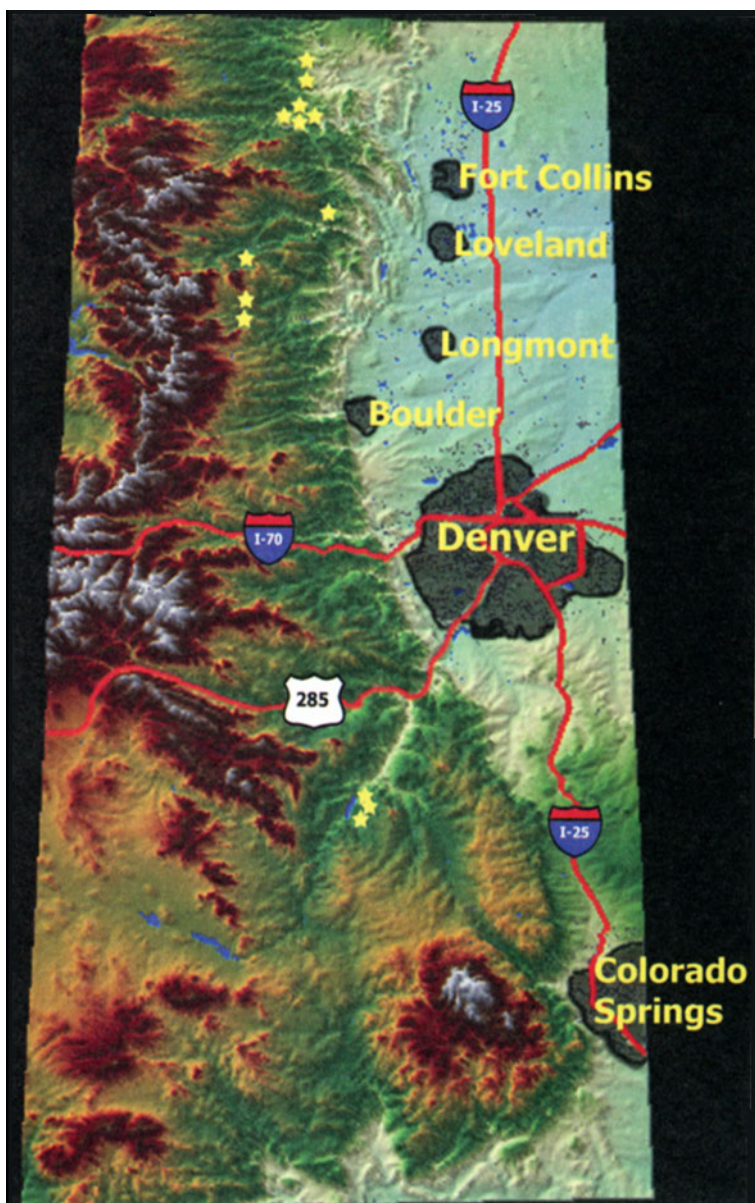 I-25
Fort Collins
Loveland
Longmont
Boulder
Denver
I-70
285
I-25
Colorado
Springs